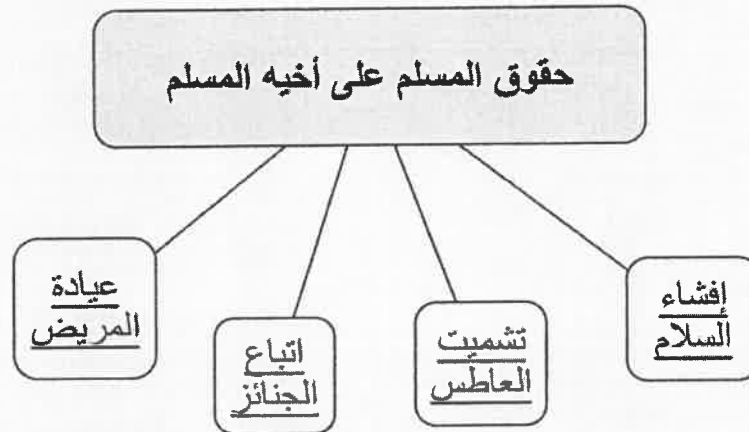 حقوق المسلم على أخيه المسلم
إفشاء
السلام
تشميت
العاطس
اتباع
الجنائز
عيادة
المريض